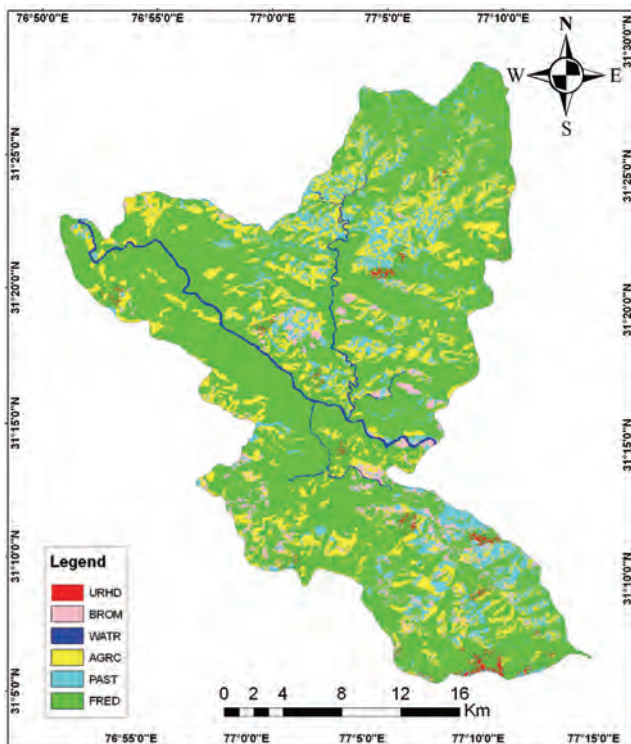 76°50'0"E 76°55'0"E 77°0'0"E 77°5'0"E 77°10'0"E
31°30'0"N
N
W E
S
31°25'0"N 31°25'0"N
31°20'0"N 31°20'0"N
31°15'0"N 31°15'0"N
31°10'0"N 31°10'0"N
31°5'0"N
Legend
URHD
BROM
WATR
AGRC
PAST
FRED
0 2 4 8 12 16
Km
76°55'0"E 77°0'0"E 77°5'0"E 77°10'0"E 77°15'0"E